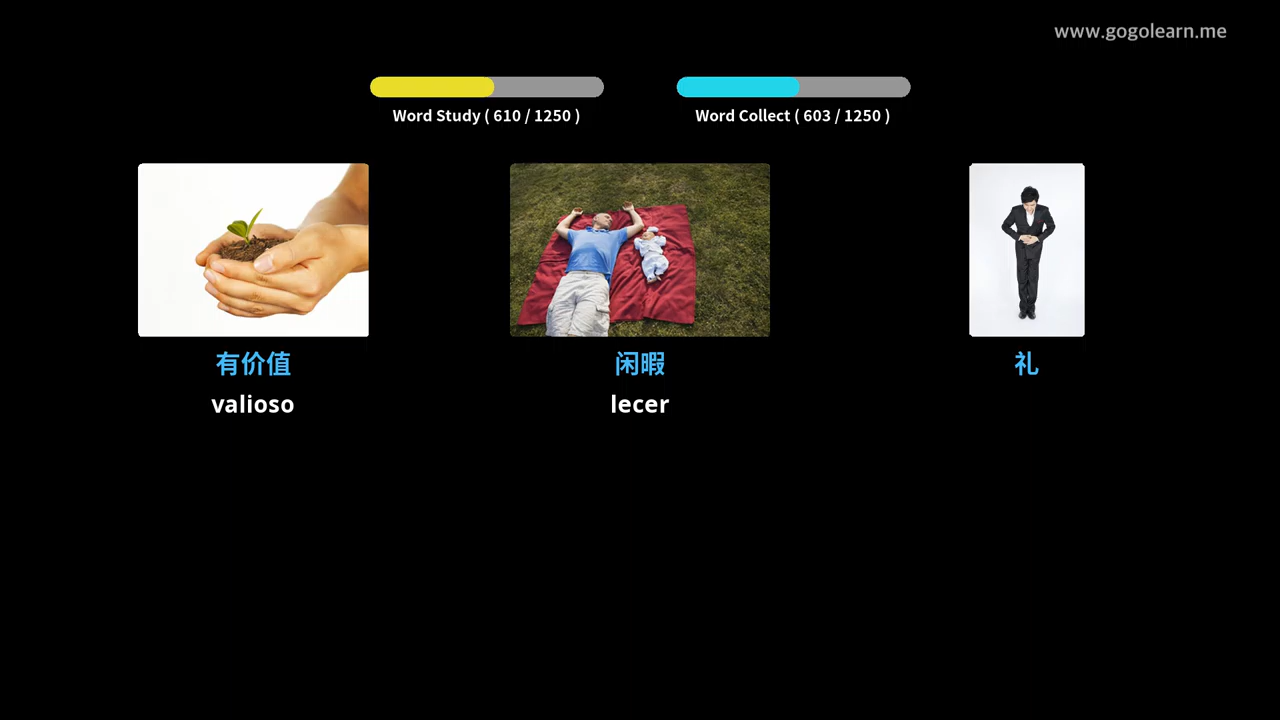 www.gogolearn.me
Word Study ( 610 / 1250 )
Word Collect ( 603 / 1250 )
有价值
闲暇
礼
valioso
lecer